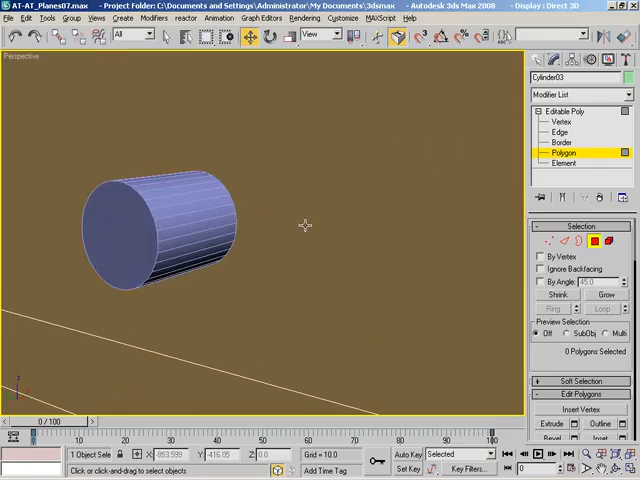 AT-AT_Planes07.max - Project Folder: C:\Documents and Settings\Administrator\My Documents\3dsmax - Autodesk 3ds Max 2008 - Display : Direct 3D
File Edit Tools Group Views Create Modifiers reactor Animation Graph Editors Rendering Customize MAXScript Help
All View
Perspective
Cylinder03
Modifier List
Editable Poly
Vertex
Edge
Border
Polygon
Element
Selection
By Vertex
Ignore Backfacing
By Angle: 45.0
Shrink Grow
Ring Loop
Preview Selection
Off SubObj Multi
0 Polygons Selected
Soft Selection
Edit Polygons
Insert Vertex
Extrude Outline
Bevel Inset
0 / 100
0 10 20 30 40 50 60 70 80 90 100
1 Object Sele X: -853.599 Y: -416.05 Z: 0.0 Grid = 10.0 Auto Key Selected
Click or click-and-drag to select objects Add Time Tag Set Key Key Filters... 0